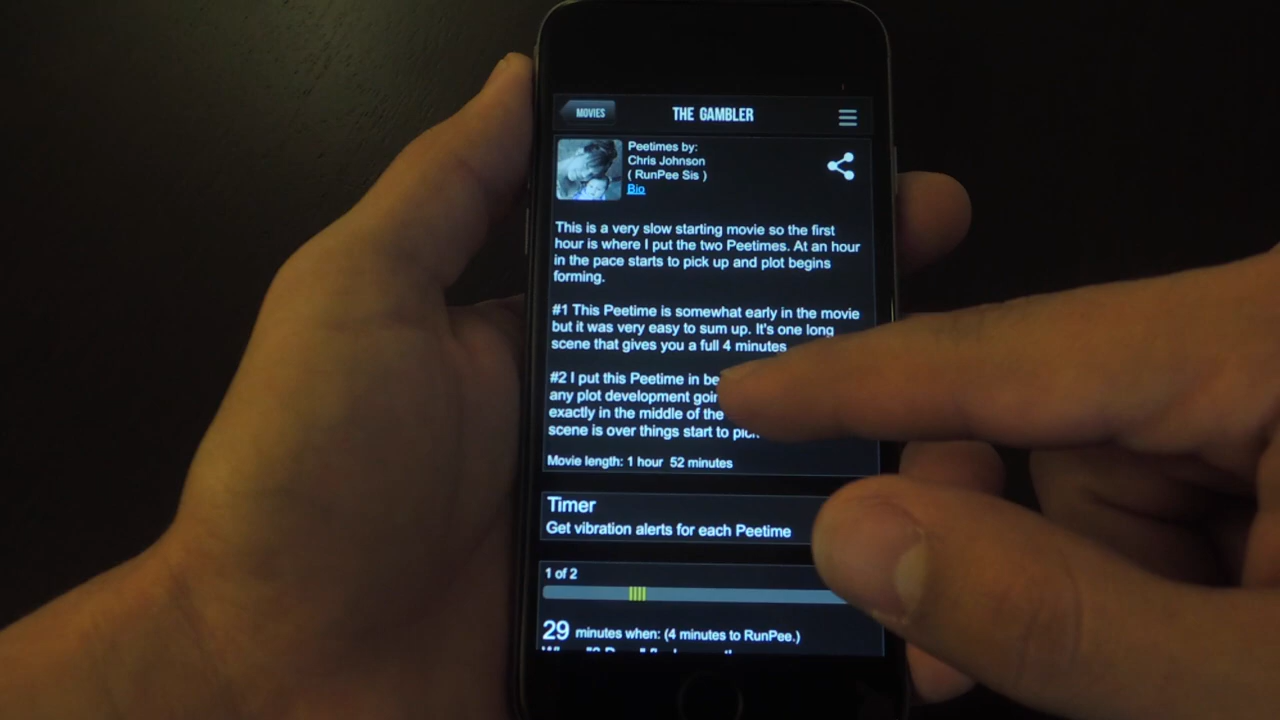 MOVIES
THE GAMBLER
Peetimes by:
Chris Johnson
( RunPee Sis )
Bio
This is a very slow starting movie so the first
hour is where I put the two Peetimes. At an hour
in the pace starts to pick up and plot begins
forming.
#1 This Peetime is somewhat early in the movie
but it was very easy to sum up. It's one long
scene that gives you a full 4 minutes
#2 I put this Peetime in
any plot development
exactly in the middle of the
scene is over things start to
Movie length: 1 hour 52 minutes
Timer
Get vibration alerts for each Peetime
1 of 2
29 minutes when: (4 minutes to RunPee.)